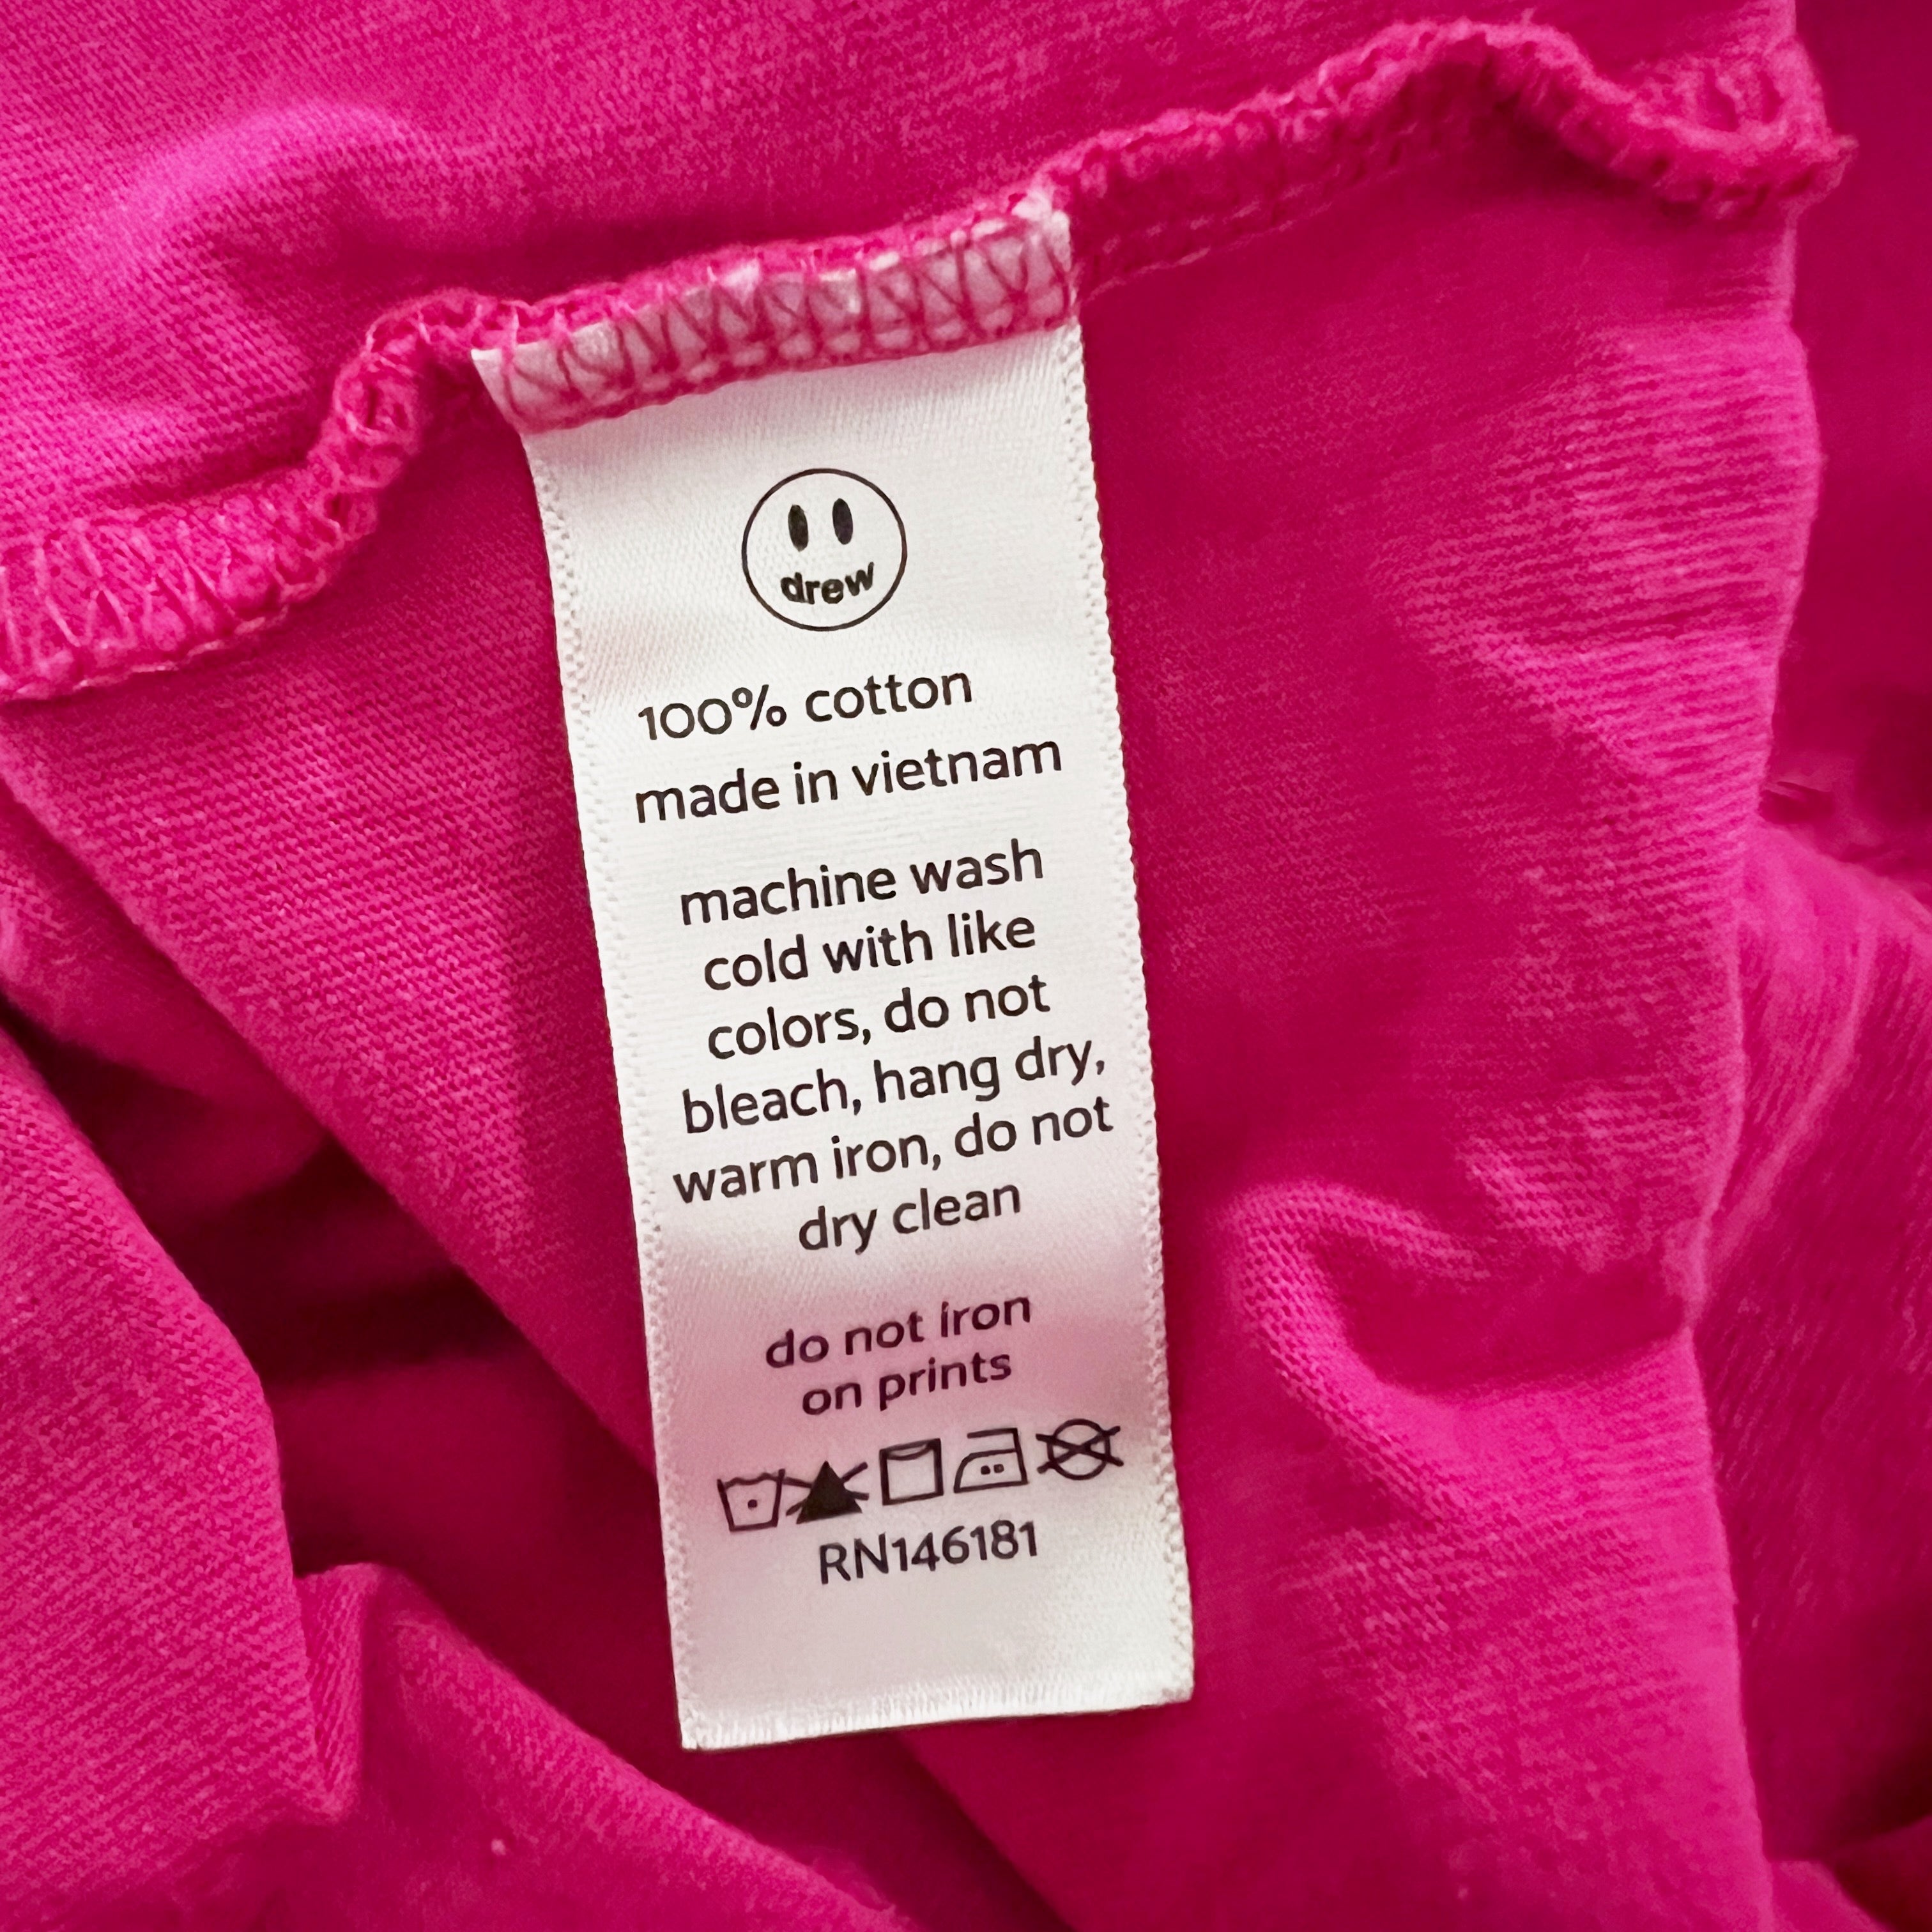 drew
100% cotton
made in vietnam
machine wash
cold with like
colors, do not
bleach, hang dry,
warm iron, do not
dry clean
do not iron
on prints
RN146181